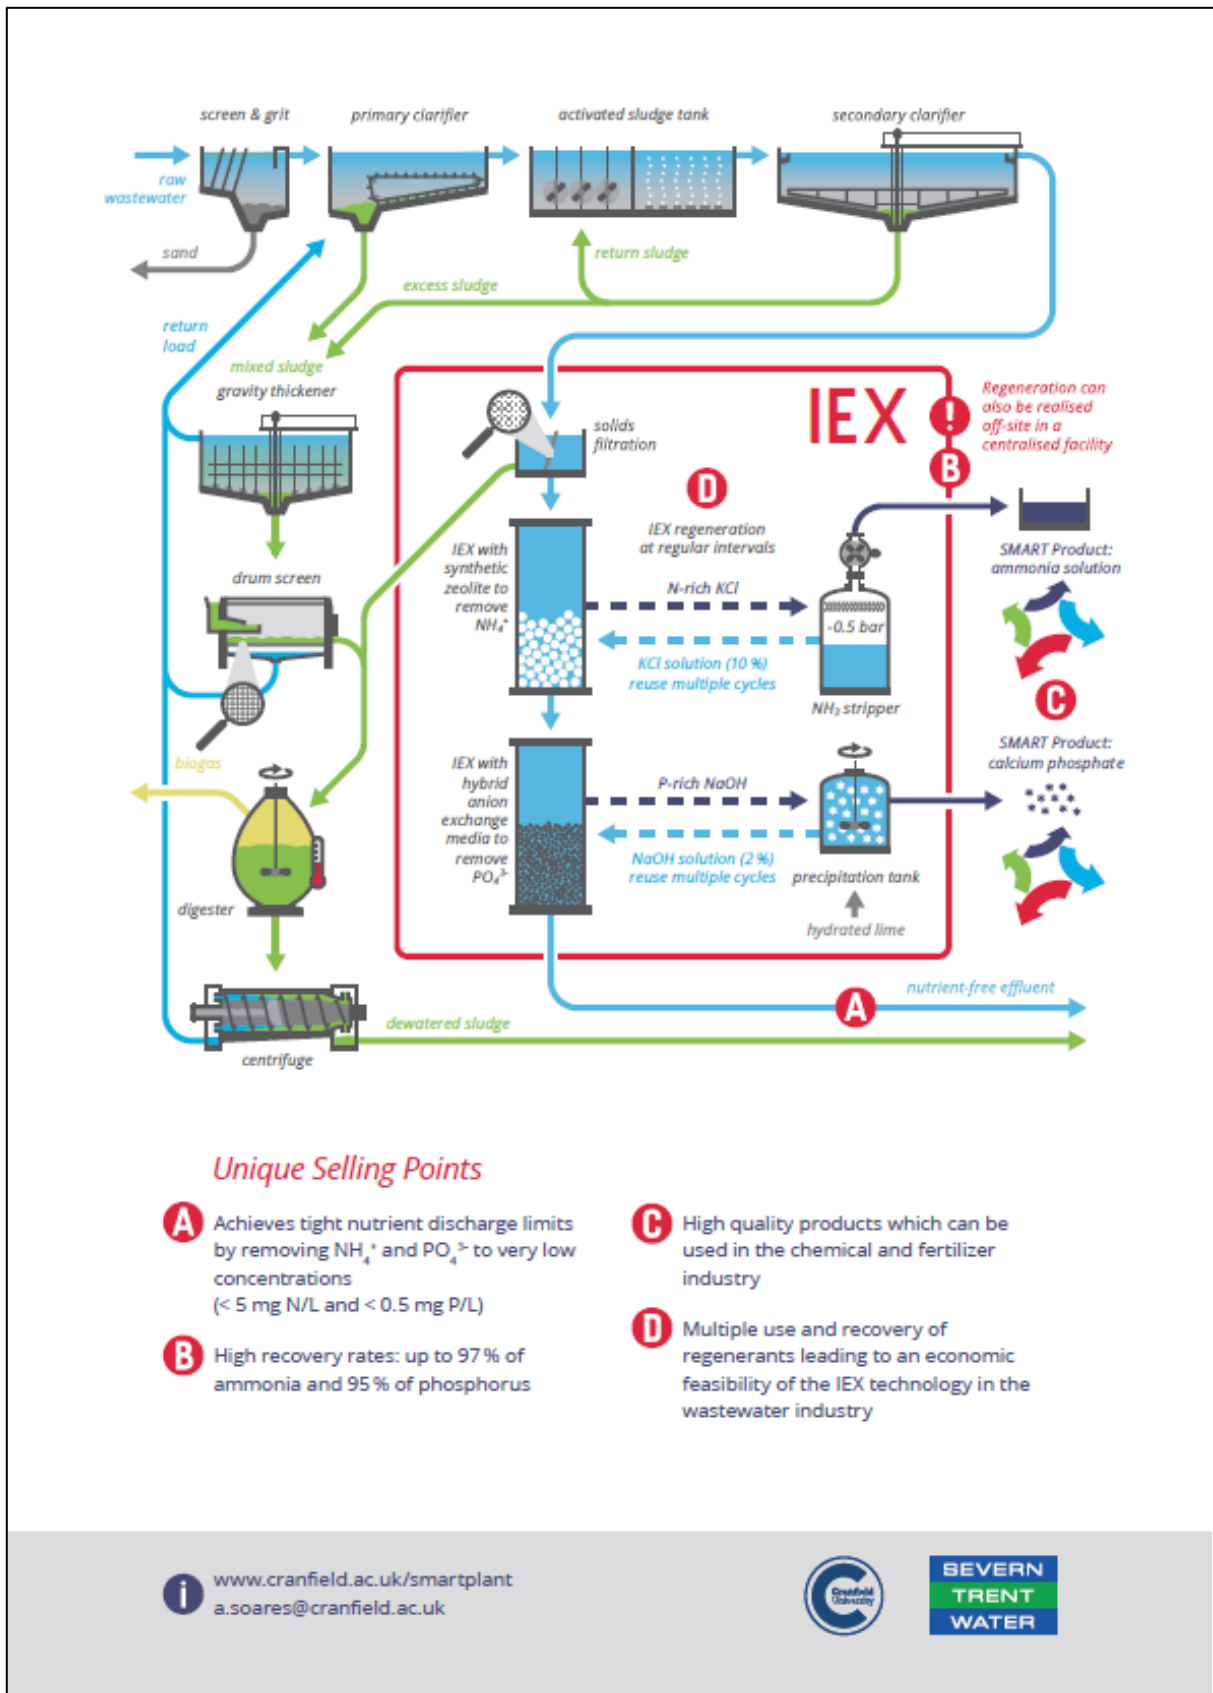 screen & grit
primary clarifier
activated sludge tank
secondary clarifier
raw
wastewater
sand
return sludge
excess sludge
return
load
mixed sludge
gravity thickener
solids
filtration
IEX
!
Regeneration can
also be realised
off-site in a
centralised facility
B
D
IEX regeneration
at regular intervals
IEX with
synthetic
zeolite to
remove
NH₄⁺
N-rich KCl
KCl solution (10 %)
reuse multiple cycles
-0.5 bar
NH₃ stripper
SMART Product:
ammonia solution
drum screen
C
SMART Product:
calcium phosphate
biogas
IEX with
hybrid
anion
exchange
media to
remove
PO₄³⁻
P-rich NaOH
NaOH solution (2 %)
reuse multiple cycles
precipitation tank
hydrated lime
digester
A
nutrient-free effluent
dewatered sludge
centrifuge
Unique Selling Points
A
Achieves tight nutrient discharge limits
by removing NH₄⁺ and PO₄³⁻ to very low
concentrations
(< 5 mg N/L and < 0.5 mg P/L)
B
High recovery rates: up to 97 % of
ammonia and 95 % of phosphorus
C
High quality products which can be
used in the chemical and fertilizer
industry
D
Multiple use and recovery of
regenerants leading to an economic
feasibility of the IEX technology in the
wastewater industry
i
www.cranfield.ac.uk/smartplant
a.soares@cranfield.ac.uk
Cranfield
University
SEVERN
TRENT
WATER